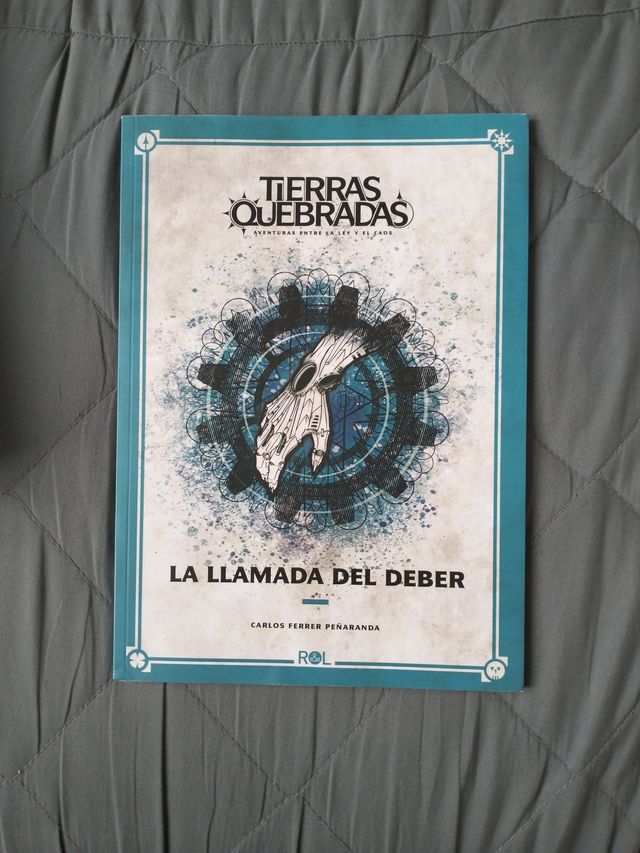 TIERRAS
QUEBRADAS
AVENTURAS ENTRE LA LEY Y EL CAOS
LA LLAMADA DEL DEBER
CARLOS FERRER PEÑARANDA